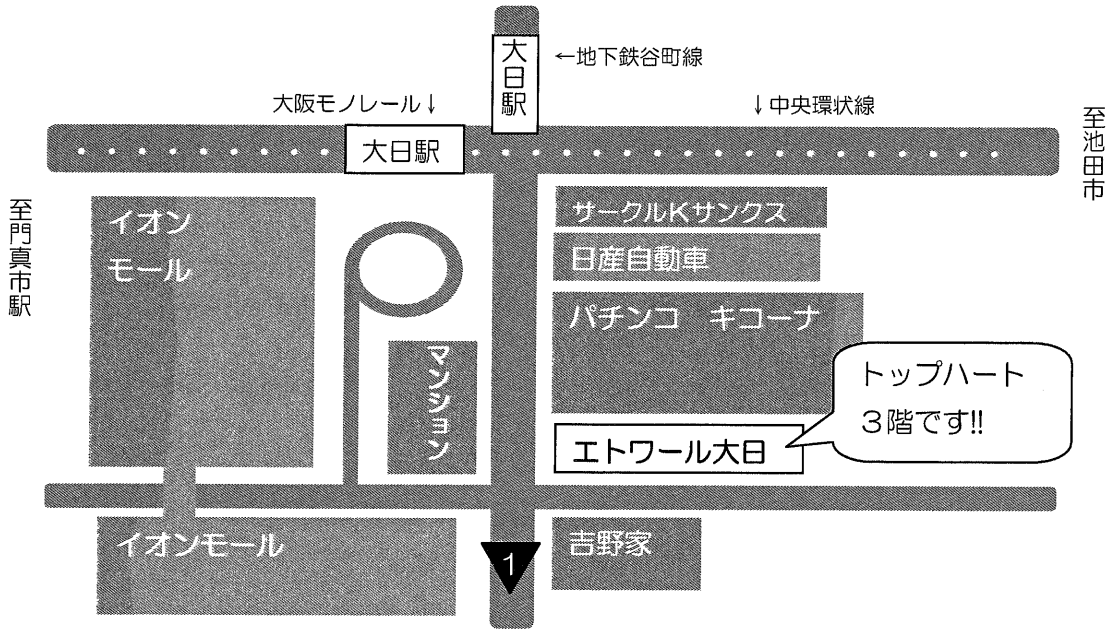 大日駅
←地下鉄谷町線
大阪モノレール↓
↓中央環状線
大日駅
至池田市
至門真市駅
イオン
モール
サークルKサンクス
日産自動車
パチンコ キコーナ
マンション
トップハート
3階です!!
エトワール大日
イオンモール
1
吉野家